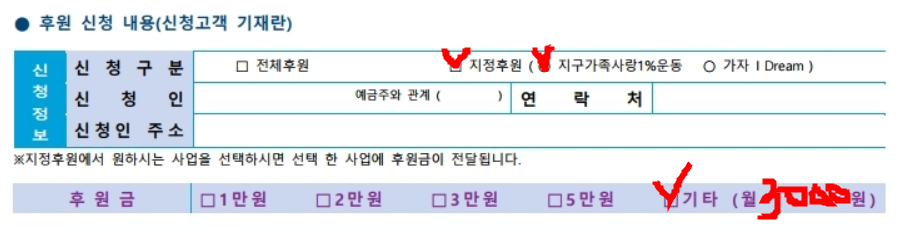 ● 후원 신청 내용(신청고객 기재란)
신청정보
신 청 구 분 □ 전체후원 ☑ 지정후원 ( ✓ 지구가족사랑1%운동 ○ 가자 I Dream )
신 청 인 예금주와 관계 ( ) 연 락 처
신청인 주소
※지정후원에서 원하시는 사업을 선택하시면 선택 한 사업에 후원금이 전달됩니다.
후 원 금 □1만원 □2만원 □3만원 □5만원 ☑기타 (월 원)